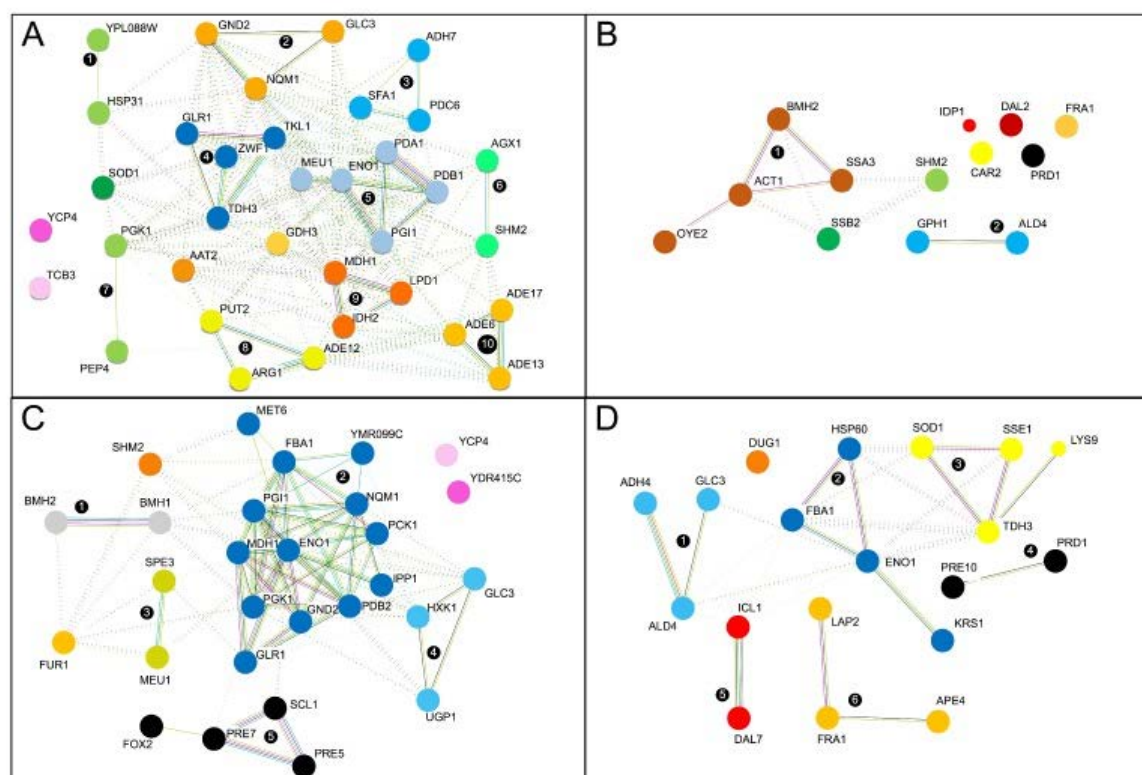 A
YPL088W
GND2
GLC3
ADH7
1
2
3
HSP31
NQM1
SFA1
PDC6
GLR1
TKL1
4
ZWF1
PDA1
AGX1
MEU1
ENO1
PDB1
6
SOD1
5
TDH3
PGI1
YCP4
PGK1
GDH3
SHM2
AAT2
MDH1
LPD1
TCB3
7
9
ADE17
PUT2
IDH2
ADE6
8
ADE12
10
PEP4
ARG1
ADE13
B
BMH2
IDP1
DAL2
FRA1
1
SSA3
SHM2
CAR2
PRD1
ACT1
OYE2
SSB2
GPH1
2
ALD4
C
MET6
SHM2
FBA1
YMR099C
YCP4
2
BMH2
1
BMH1
PGI1
NQM1
YDR415C
PCK1
MDH1
ENO1
SPE3
IPP1
GLC3
3
PGK1
GND2
PDB2
HXK1
FUR1
MEU1
GLR1
4
UGP1
SCL1
FOX2
PRE7
5
PRE5
D
HSP60
SOD1
SSE1
LYS9
DUG1
ADH4
GLC3
2
3
FBA1
TDH3
1
4
PRD1
ENO1
PRE10
ALD4
ICL1
LAP2
KRS1
5
6
APE4
DAL7
FRA1